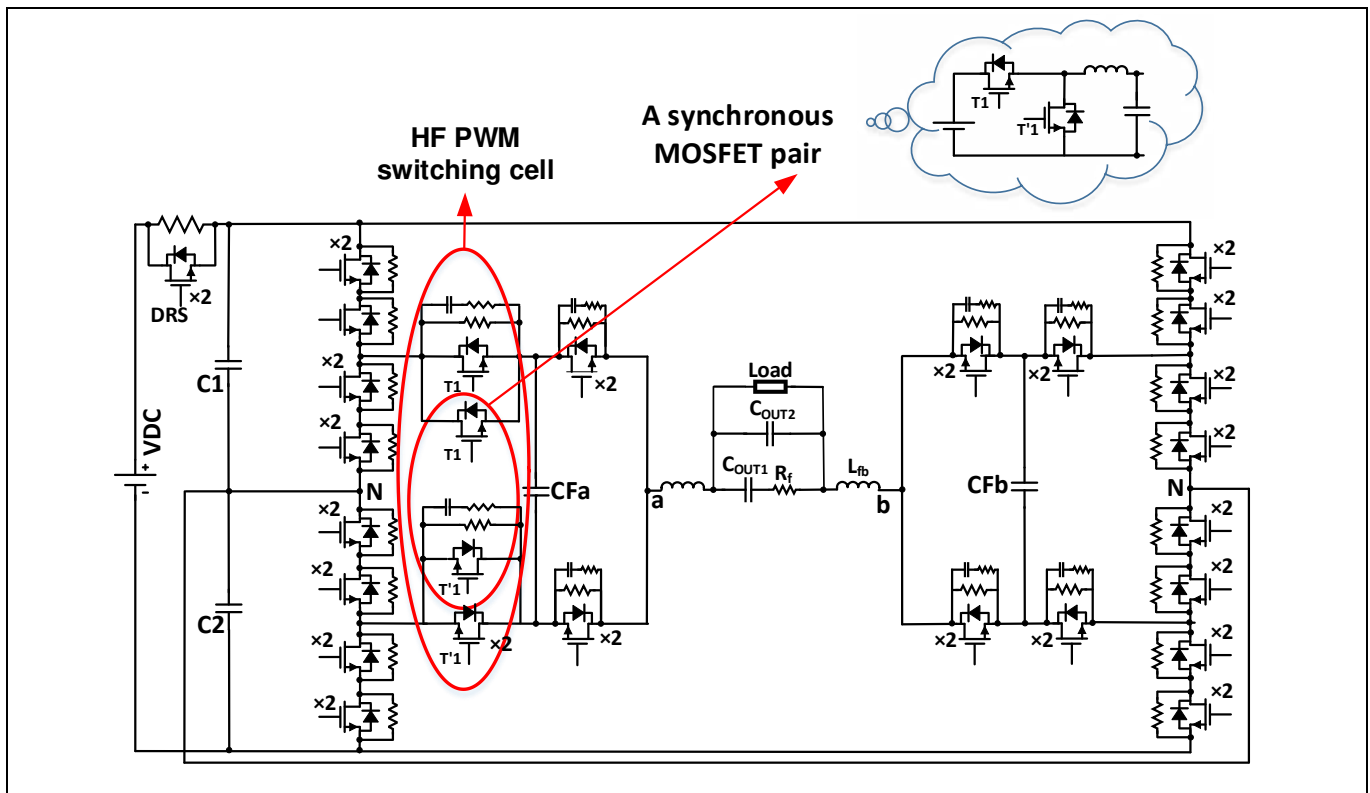 T1
T'1
A synchronous
MOSFET pair
HF PWM
switching cell
×2
×2
×2
DRS
×2
×2
×2
C1
VDC
+
-
C2
N
×2
×2
×2
×2
T1
T1
T'1
T'1
×2
×2
×2
CFa
a
Load
COUT2
COUT1
Rf
Lfb
b
×2
×2
CFb
×2
×2
×2
×2
×2
×2
N
×2
×2
×2
×2